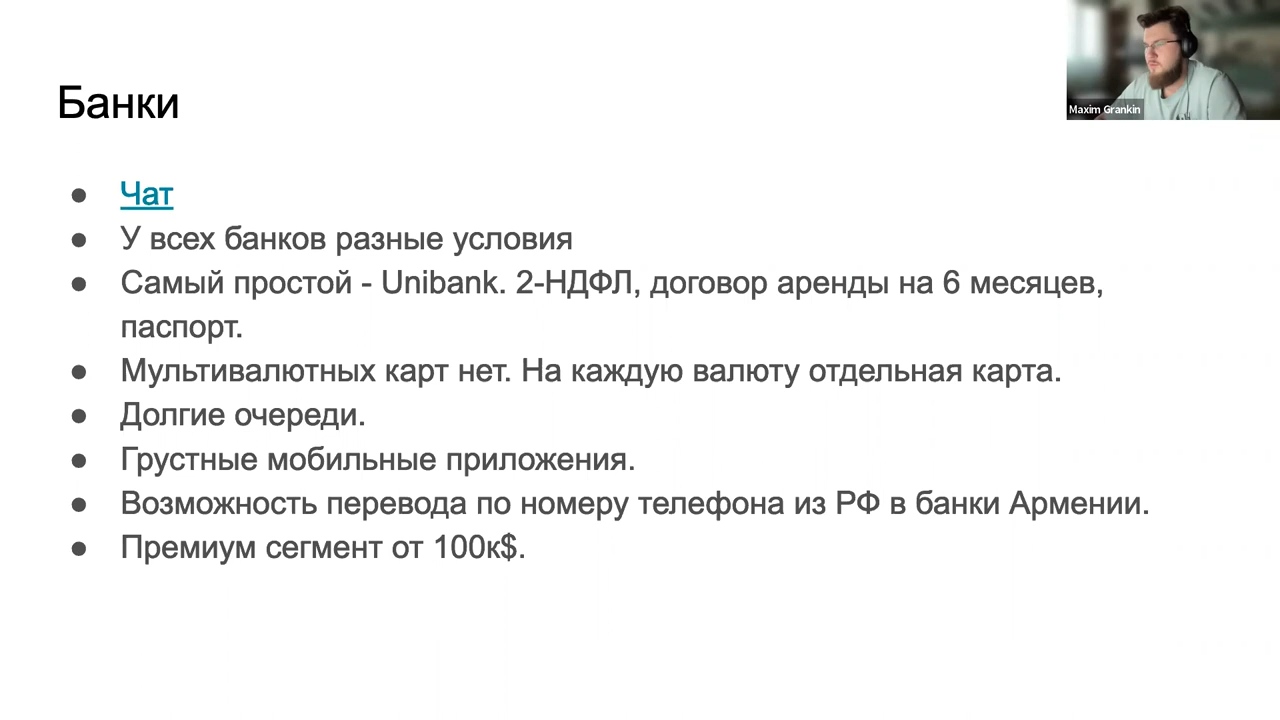 Банки
Maxim Grankin
Чат
У всех банков разные условия
Самый простой - Unibank. 2-НДФЛ, договор аренды на 6 месяцев,
паспорт.
Мультивалютных карт нет. На каждую валюту отдельная карта.
Долгие очереди.
Грустные мобильные приложения.
Возможность перевода по номеру телефона из РФ в банки Армении.
Премиум сегмент от 100к$.